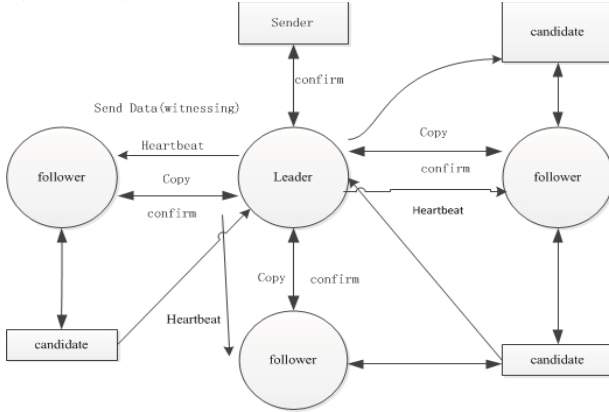 Sender
candidate
confirm
Send Data(witnessing)
Copy
Heartbeat
follower
Copy
Leader
confirm
follower
confirm
Heartbeat
Copy
confirm
Heartbeat
candidate
follower
candidate